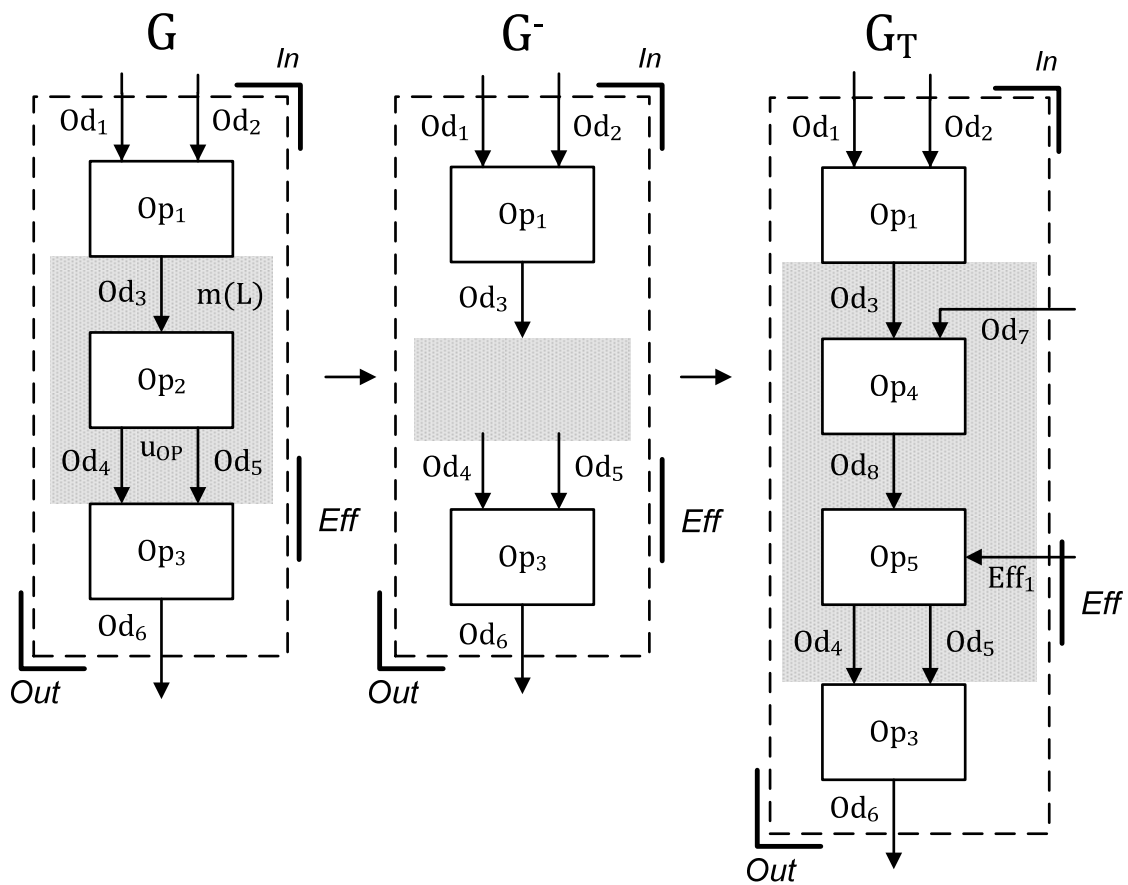 G
In
Od₁
Od₂
Op₁
Od₃
m(L)
Op₂
Od₄
u_OP
Od₅
Op₃
Eff
Od₆
Out
G⁻
In
Od₁
Od₂
Op₁
Od₃
Od₄
Od₅
Op₃
Eff
Od₆
Out
G_T
In
Od₁
Od₂
Op₁
Od₃
Od₇
Op₄
Od₈
Op₅
Eff₁
Eff
Od₄
Od₅
Op₃
Od₆
Out